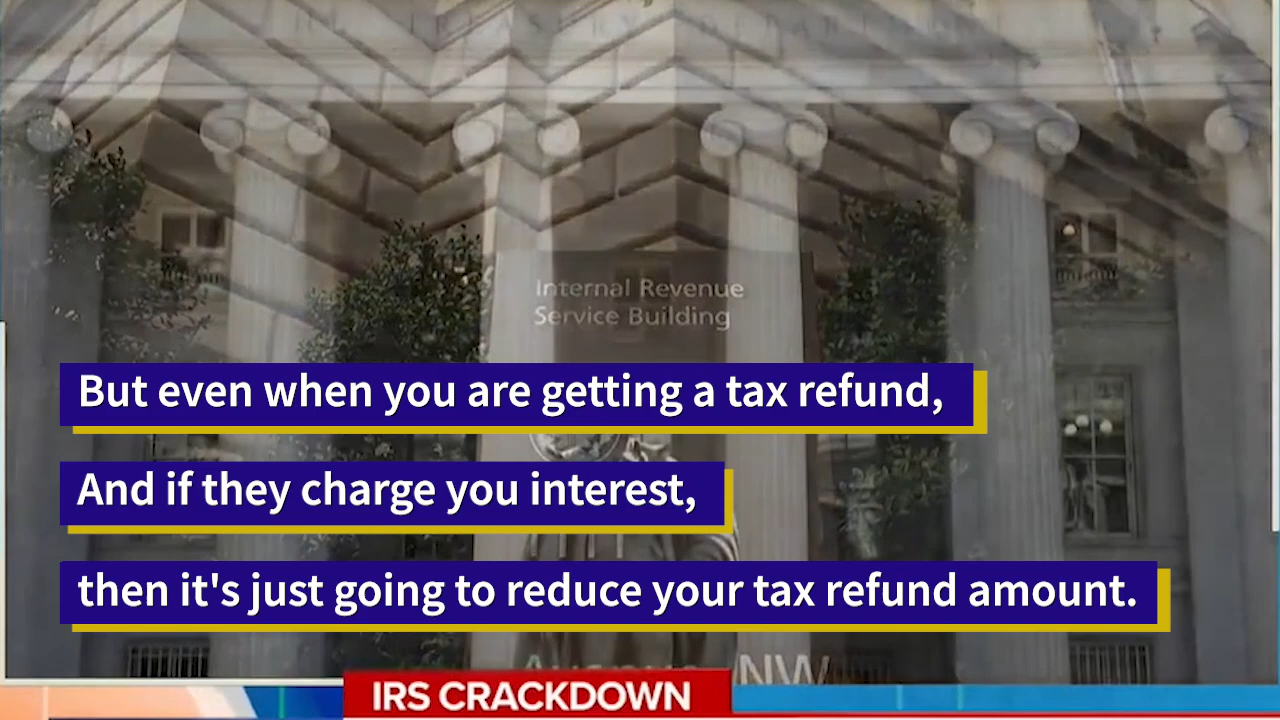 Internal Revenue
Service Building
But even when you are getting a tax refund,
And if they charge you interest,
then it's just going to reduce your tax refund amount.
NW
IRS CRACKDOWN